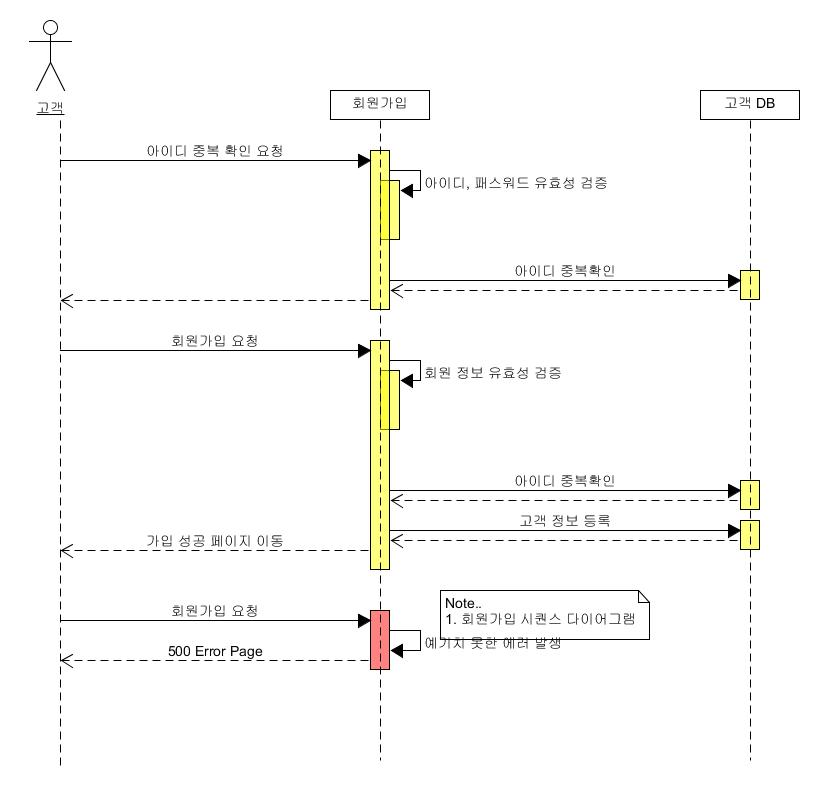 고객
회원가입
고객 DB
아이디 중복 확인 요청
아이디, 패스워드 유효성 검증
아이디 중복확인
회원가입 요청
회원 정보 유효성 검증
아이디 중복확인
고객 정보 등록
가입 성공 페이지 이동
Note..
1. 회원가입 시퀀스 다이어그램
회원가입 요청
예기치 못한 에러 발생
500 Error Page